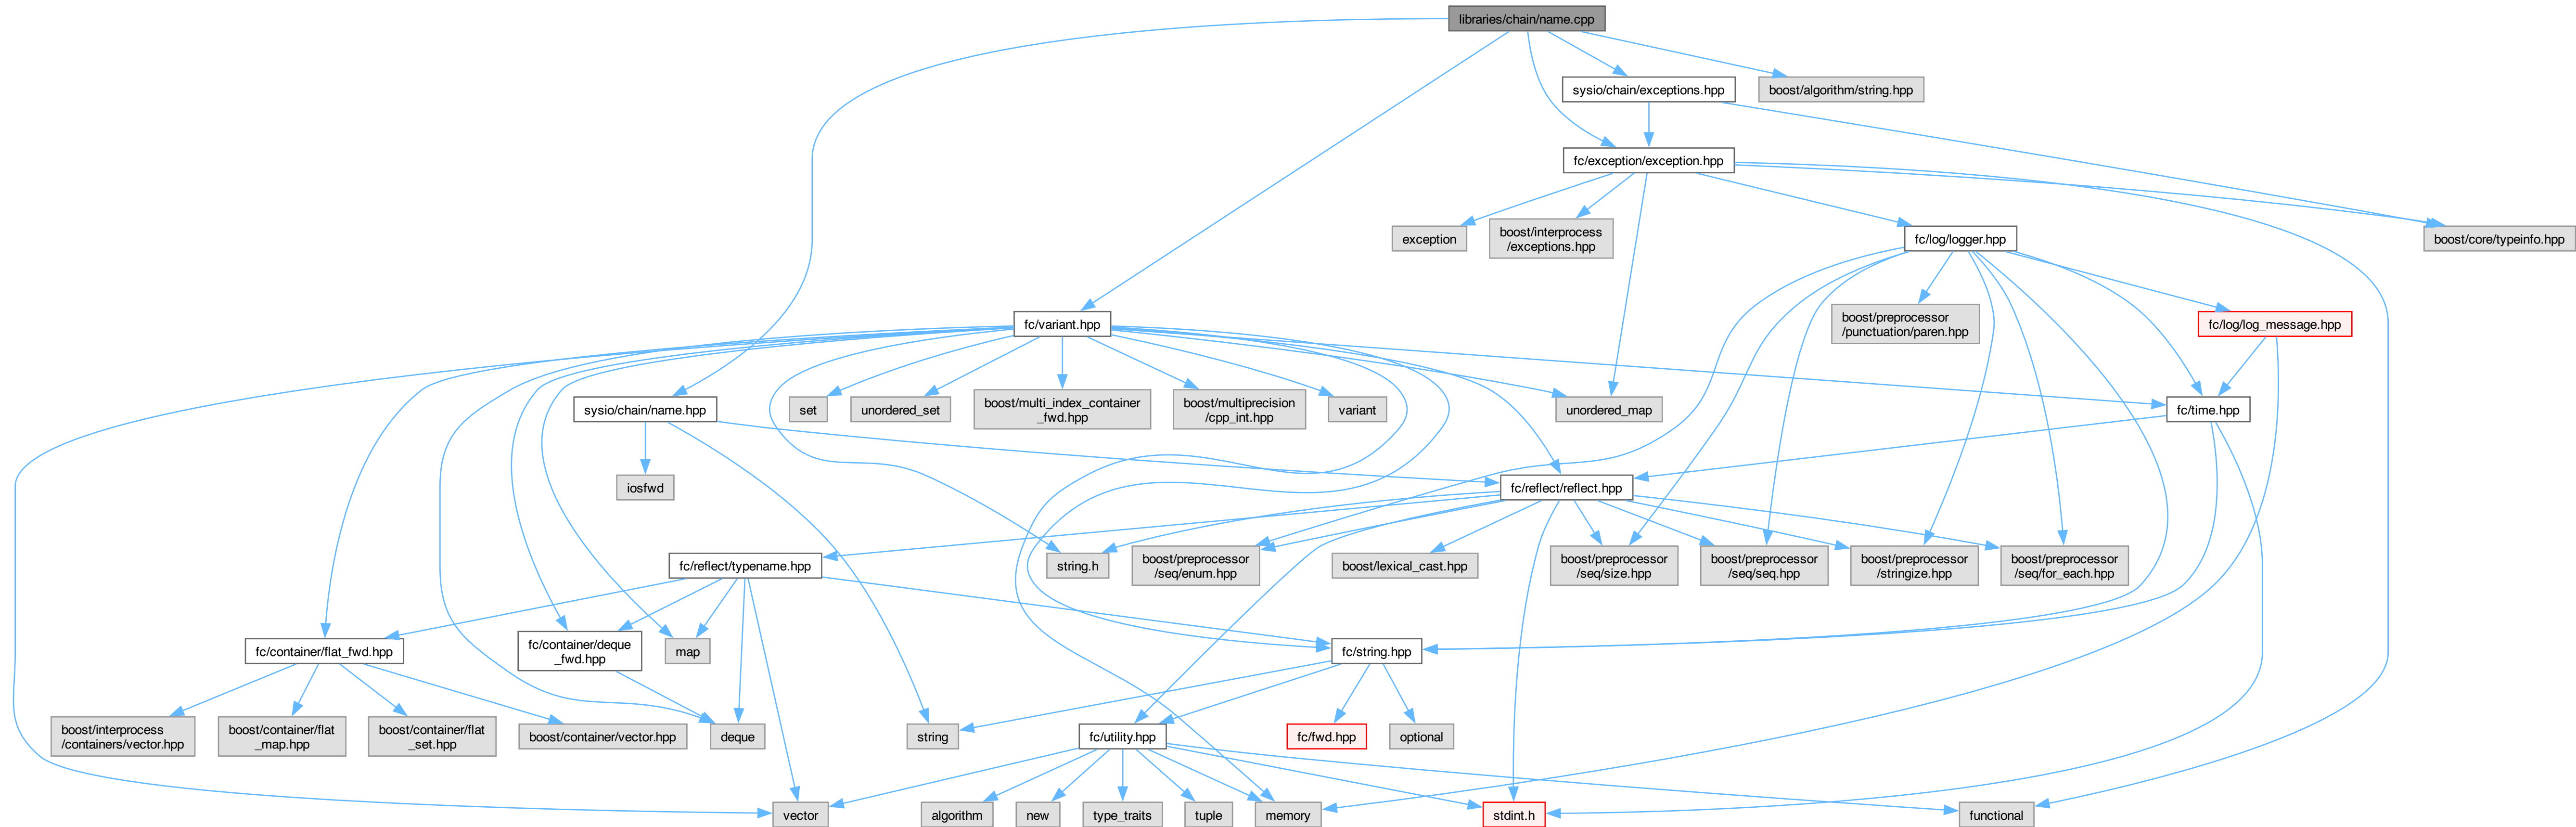 libraries/chain/name.cpp
sysio/chain/exceptions.hpp
boost/algorithm/string.hpp
fc/exception/exception.hpp
exception
boost/interprocess
/exceptions.hpp
fc/log/logger.hpp
boost/core/typeinfo.hpp
fc/variant.hpp
boost/preprocessor
/punctuation/paren.hpp
fc/log/log_message.hpp
sysio/chain/name.hpp
set
unordered_set
boost/multi_index_container
_fwd.hpp
boost/multiprecision
/cpp_int.hpp
variant
unordered_map
fc/time.hpp
iosfwd
fc/reflect/reflect.hpp
fc/reflect/typename.hpp
string.h
boost/preprocessor
/seq/enum.hpp
boost/lexical_cast.hpp
boost/preprocessor
/seq/size.hpp
boost/preprocessor
/seq/seq.hpp
boost/preprocessor
/stringize.hpp
boost/preprocessor
/seq/for_each.hpp
fc/container/flat_fwd.hpp
fc/container/deque
_fwd.hpp
map
fc/string.hpp
boost/interprocess
/containers/vector.hpp
boost/container/flat
_map.hpp
boost/container/flat
_set.hpp
boost/container/vector.hpp
deque
string
fc/utility.hpp
fc/fwd.hpp
optional
vector
algorithm
new
type_traits
tuple
memory
stdint.h
functional